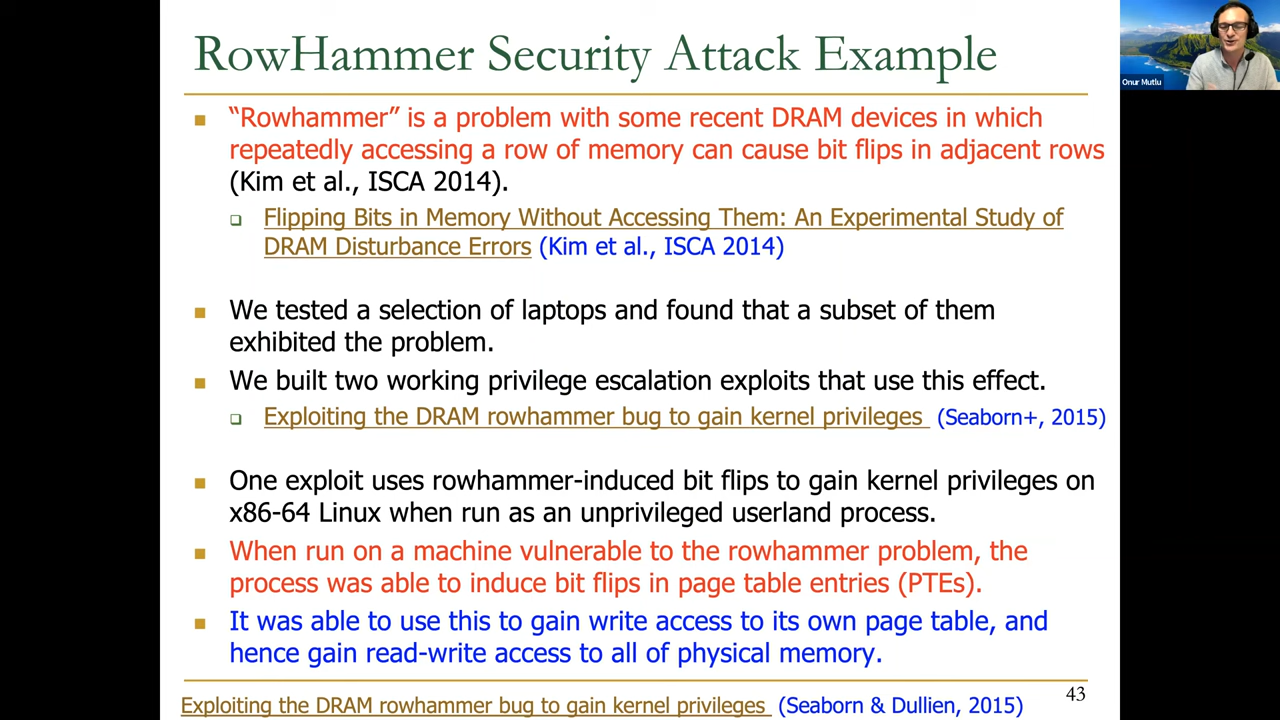 RowHammer Security Attack Example
Onur Mutlu
■ “Rowhammer” is a problem with some recent DRAM devices in which
repeatedly accessing a row of memory can cause bit flips in adjacent rows
(Kim et al., ISCA 2014).
❑ Flipping Bits in Memory Without Accessing Them: An Experimental Study of
DRAM Disturbance Errors (Kim et al., ISCA 2014)
■ We tested a selection of laptops and found that a subset of them
exhibited the problem.
■ We built two working privilege escalation exploits that use this effect.
❑ Exploiting the DRAM rowhammer bug to gain kernel privileges (Seaborn+, 2015)
■ One exploit uses rowhammer-induced bit flips to gain kernel privileges on
x86-64 Linux when run as an unprivileged userland process.
■ When run on a machine vulnerable to the rowhammer problem, the
process was able to induce bit flips in page table entries (PTEs).
■ It was able to use this to gain write access to its own page table, and
hence gain read-write access to all of physical memory.
43
Exploiting the DRAM rowhammer bug to gain kernel privileges (Seaborn & Dullien, 2015)